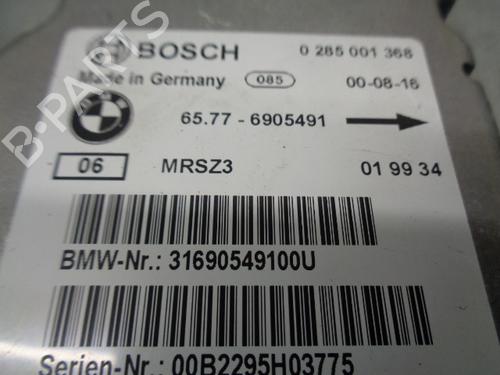 BOSCH 0 285 001 368
Made in Germany 085 00-08-16
BMW
65.77 - 6905491
06 MRSZ3 01 99 34
BMW-Nr.: 31690549100U
Serien-Nr.: 00B2295H03775
B-PARTS